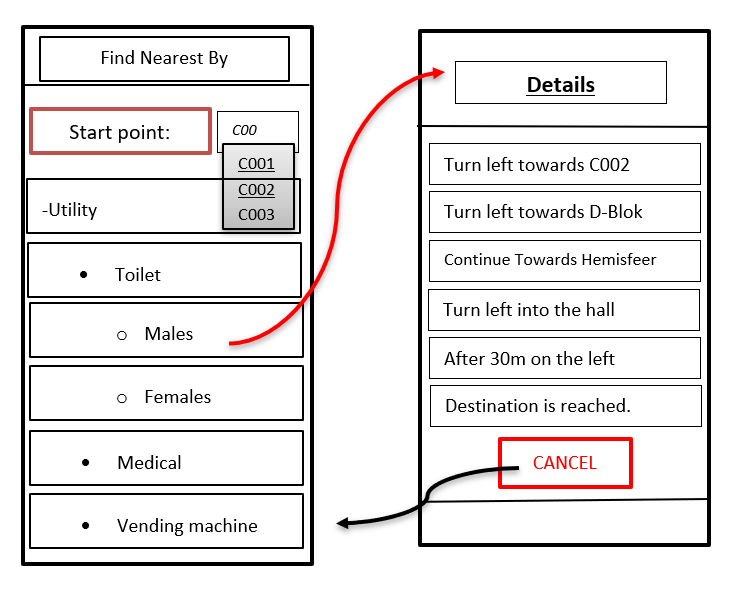 Find Nearest By
Start point:
C00
C001
C002
C003
-Utility
• Toilet
o Males
o Females
• Medical
• Vending machine
Details
Turn left towards C002
Turn left towards D-Blok
Continue Towards Hemisfeer
Turn left into the hall
After 30m on the left
Destination is reached.
CANCEL